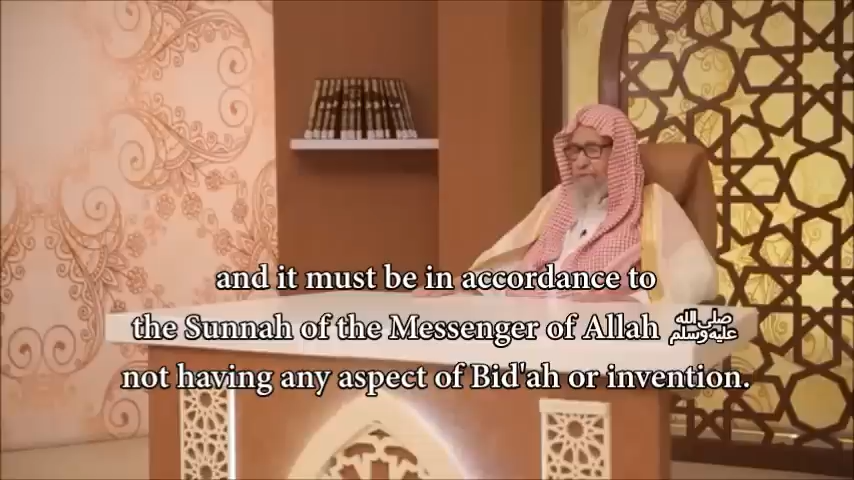 and it must be in accordance to
the Sunnah of the Messenger of Allah ﷺ
not having any aspect of Bid'ah or invention.